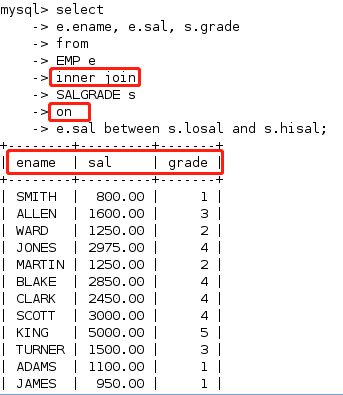 mysql> select
-> e.ename, e.sal, s.grade
-> from
-> EMP e
-> inner join
-> SALGRADE s
-> on
-> e.sal between s.losal and s.hisal;
+--------+---------+-------+
| ename | sal | grade |
+--------+---------+-------+
| SMITH | 800.00 | 1 |
| ALLEN | 1600.00 | 3 |
| WARD | 1250.00 | 2 |
| JONES | 2975.00 | 4 |
| MARTIN | 1250.00 | 2 |
| BLAKE | 2850.00 | 4 |
| CLARK | 2450.00 | 4 |
| SCOTT | 3000.00 | 4 |
| KING | 5000.00 | 5 |
| TURNER | 1500.00 | 3 |
| ADAMS | 1100.00 | 1 |
| JAMES | 950.00 | 1 |